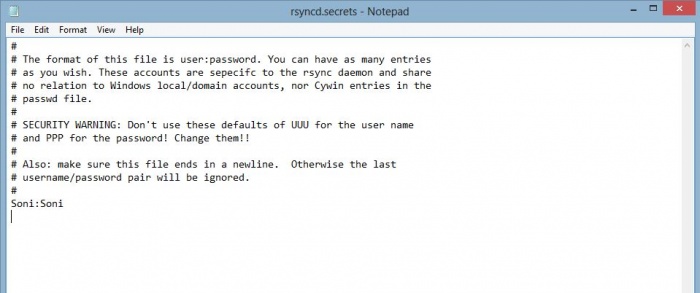 rsyncd.secrets - Notepad
File Edit Format View Help
#
# The format of this file is user:password. You can have as many entries
# as you wish. These accounts are sepecifc to the rsync daemon and share
# no relation to Windows local/domain accounts, nor Cywin entries in the
# passwd file.
#
# SECURITY WARNING: Don't use these defaults of UUU for the user name
# and PPP for the password! Change them!!
#
# Also: make sure this file ends in a newline.  Otherwise the last
# username/password pair will be ignored.
#
Soni:Soni